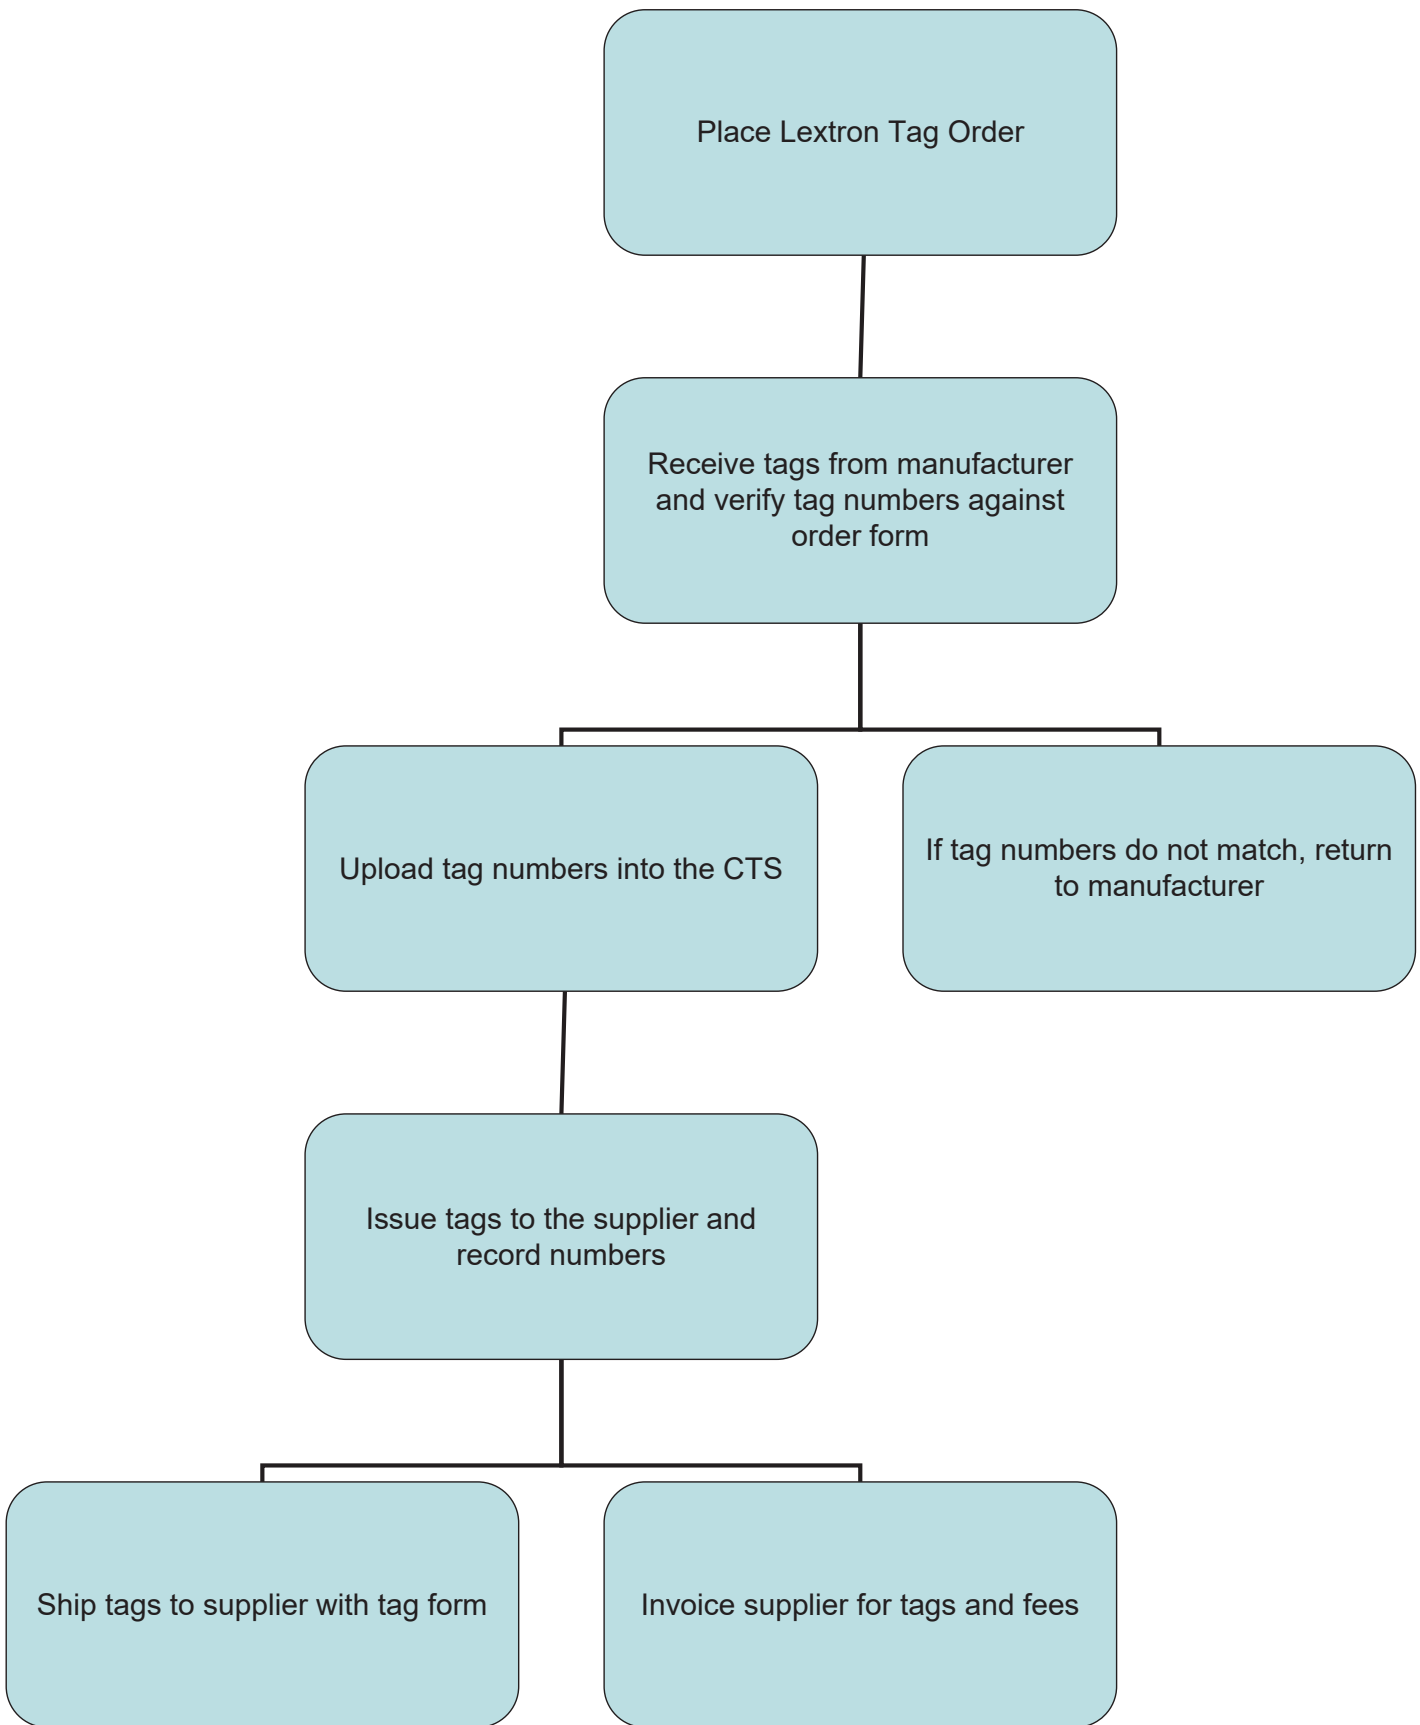 Place Lextron Tag Order
Receive tags from manufacturer
and verify tag numbers against
order form
Upload tag numbers into the CTS
If tag numbers do not match, return
to manufacturer
Issue tags to the supplier and
record numbers
Ship tags to supplier with tag form
Invoice supplier for tags and fees